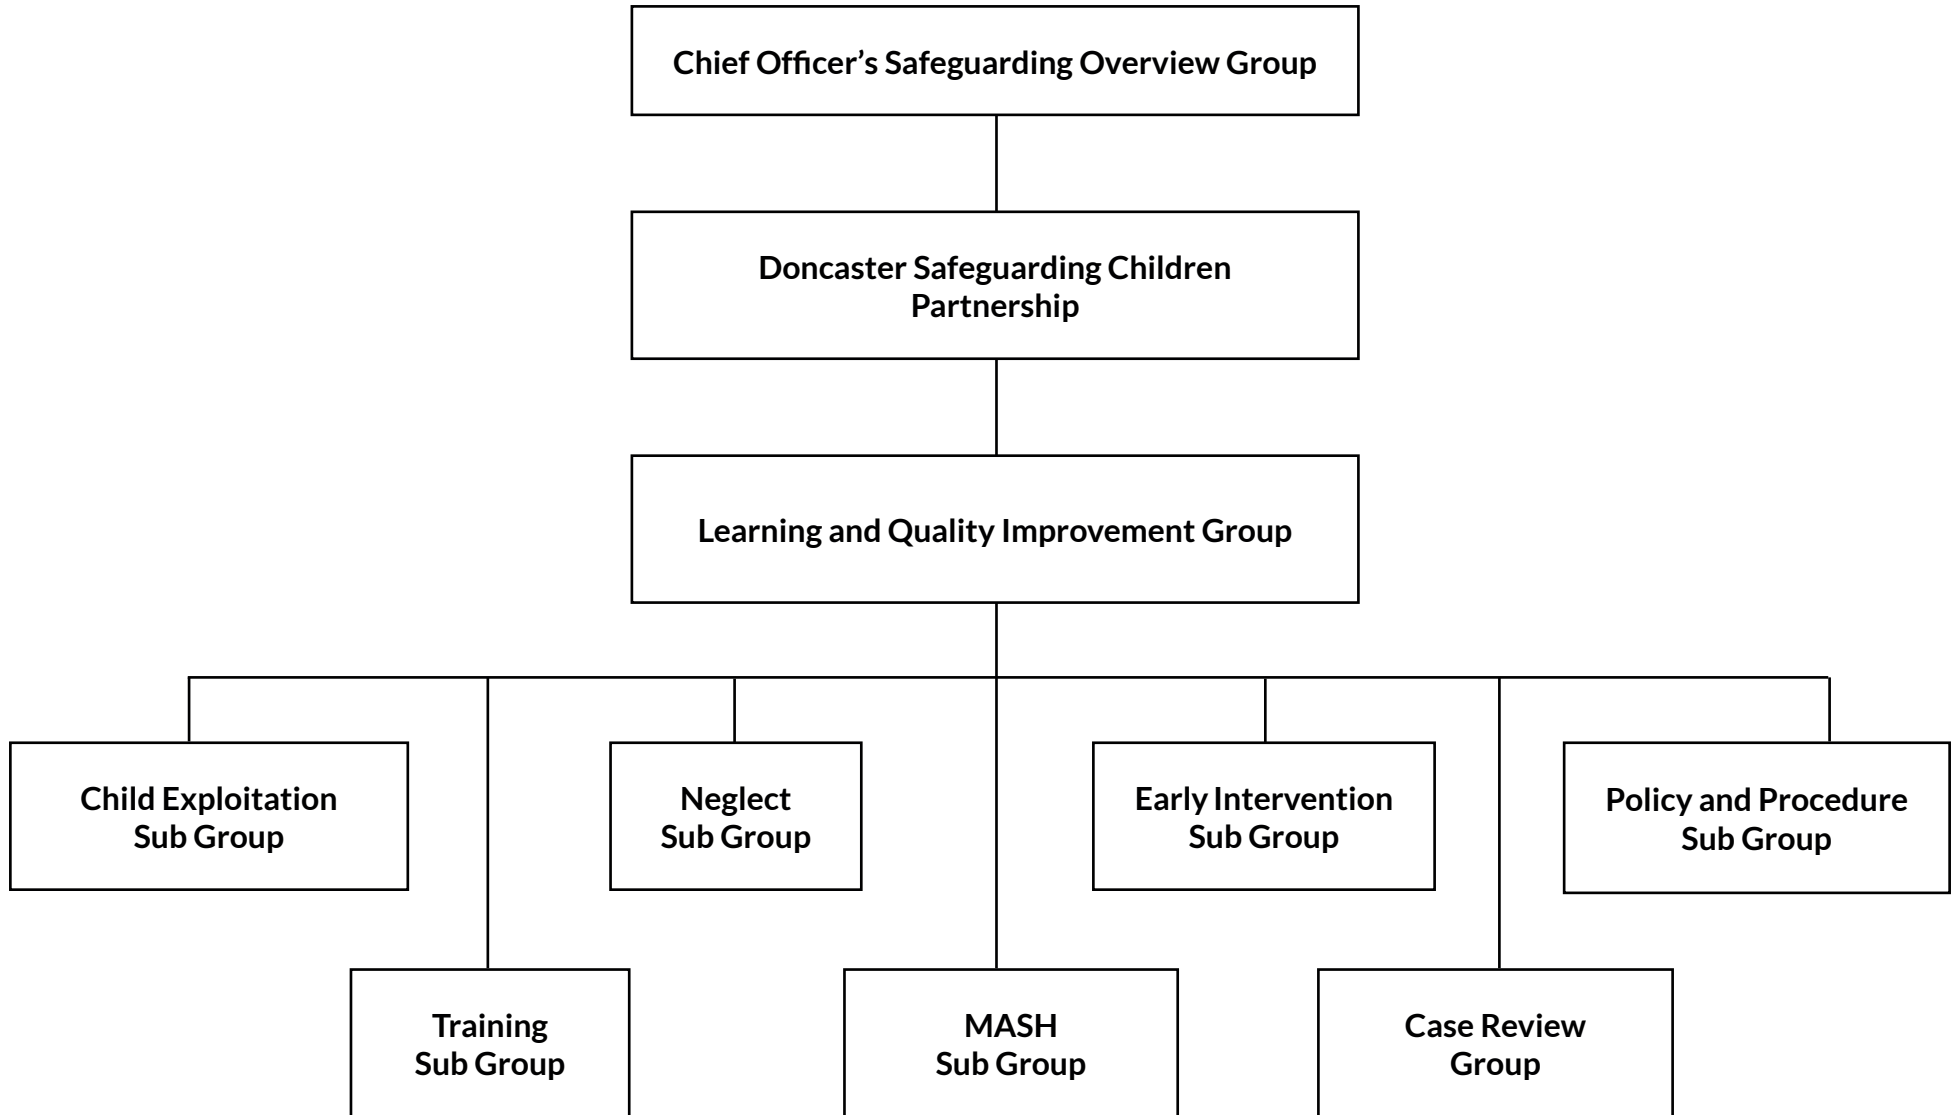 Chief Officer’s Safeguarding Overview Group
Doncaster Safeguarding Children
Partnership
Learning and Quality Improvement Group
Child Exploitation
Sub Group
Neglect
Sub Group
Early Intervention
Sub Group
Policy and Procedure
Sub Group
Training
Sub Group
MASH
Sub Group
Case Review
Group